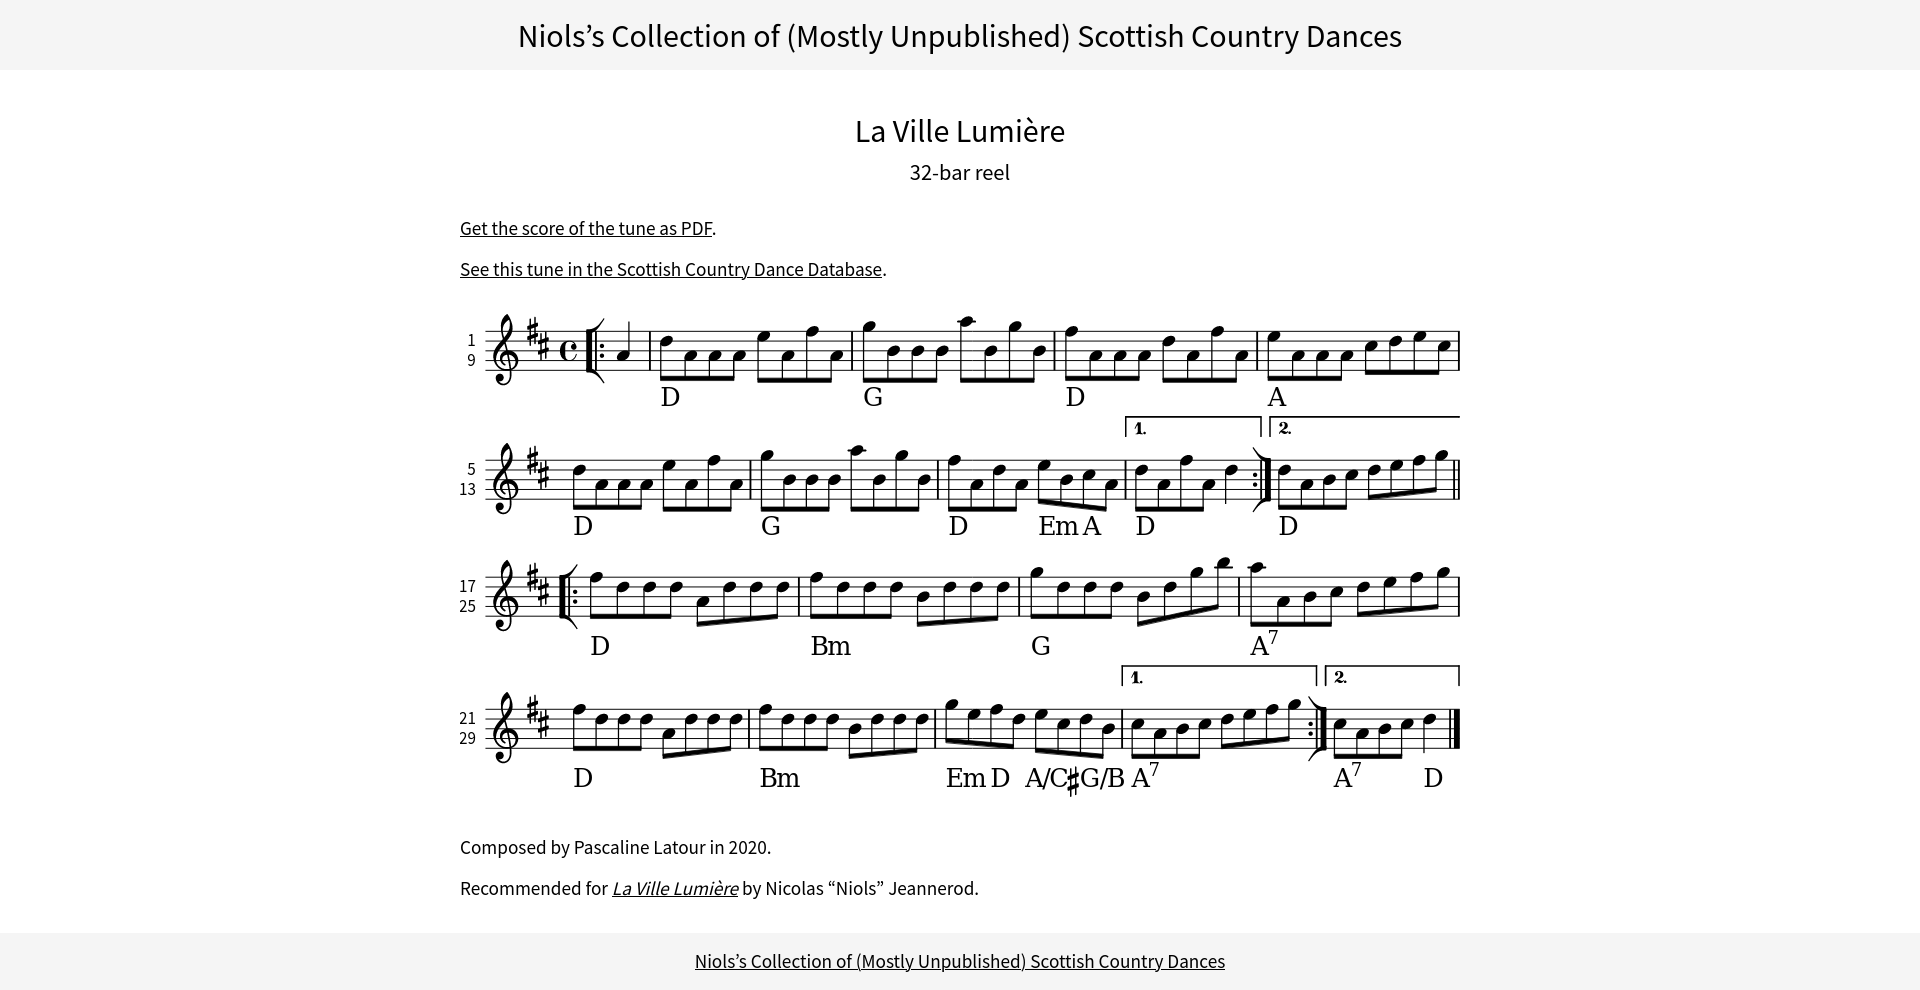 Niols’s Collection of (Mostly Unpublished) Scottish Country Dances
La Ville Lumière
32-bar reel
Get the score of the tune as PDF.
See this tune in the Scottish Country Dance Database.
1
9
D G D A
1. 2.
5
13
D G D Em A D D
17
25
D Bm G A7
1. 2.
21
29
D Bm Em D A/C♯ G/B A7 A7 D
Composed by Pascaline Latour in 2020.
Recommended for La Ville Lumière by Nicolas “Niols” Jeannerod.
Niols’s Collection of (Mostly Unpublished) Scottish Country Dances